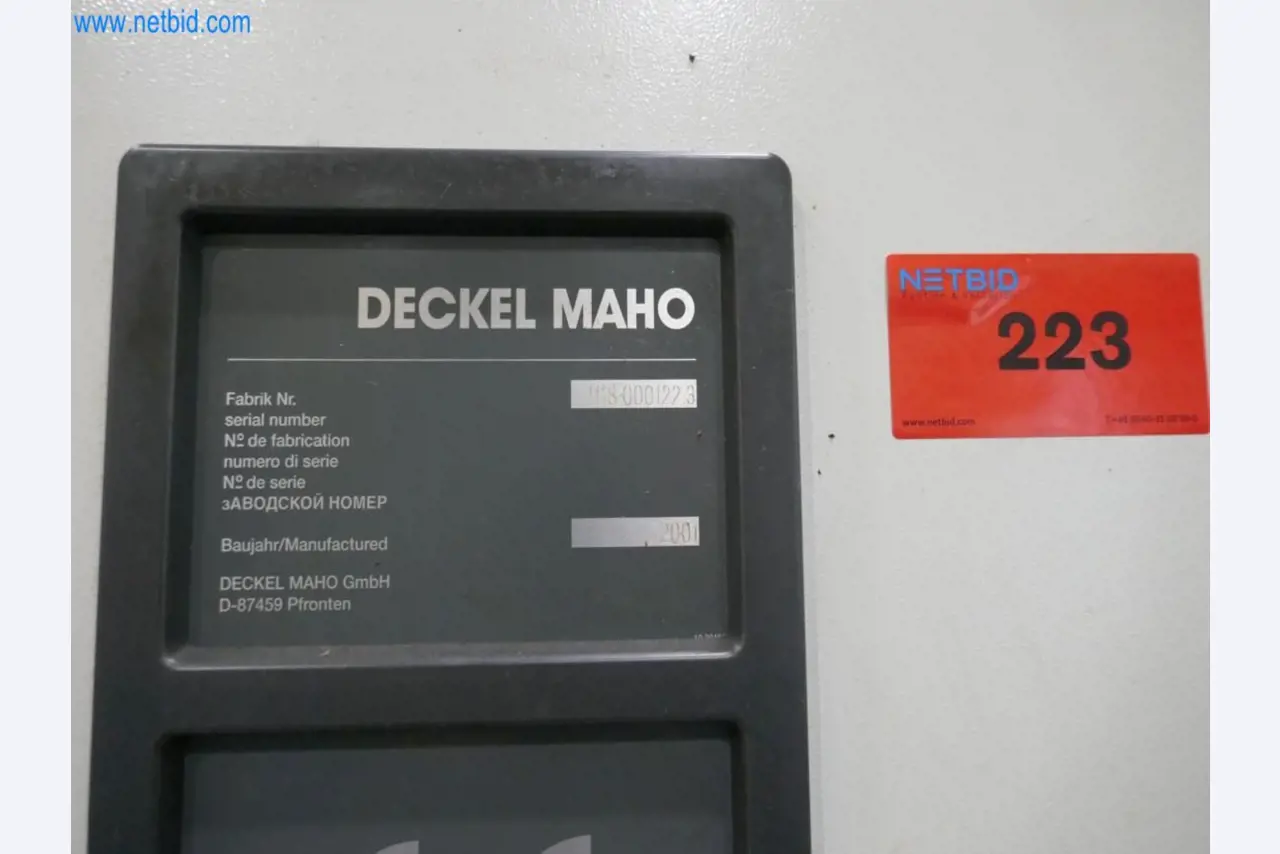 www.netbid.com
DECKEL MAHO
Fabrik Nr.
serial number
Nº de fabrication
numero di serie
Nº de serie
зАВОДСКОЙ НОМЕР
Baujahr/Manufactured
2001
DECKEL MAHO GmbH
D-87459 Pfronten
NETBID
223
www.netbid.com